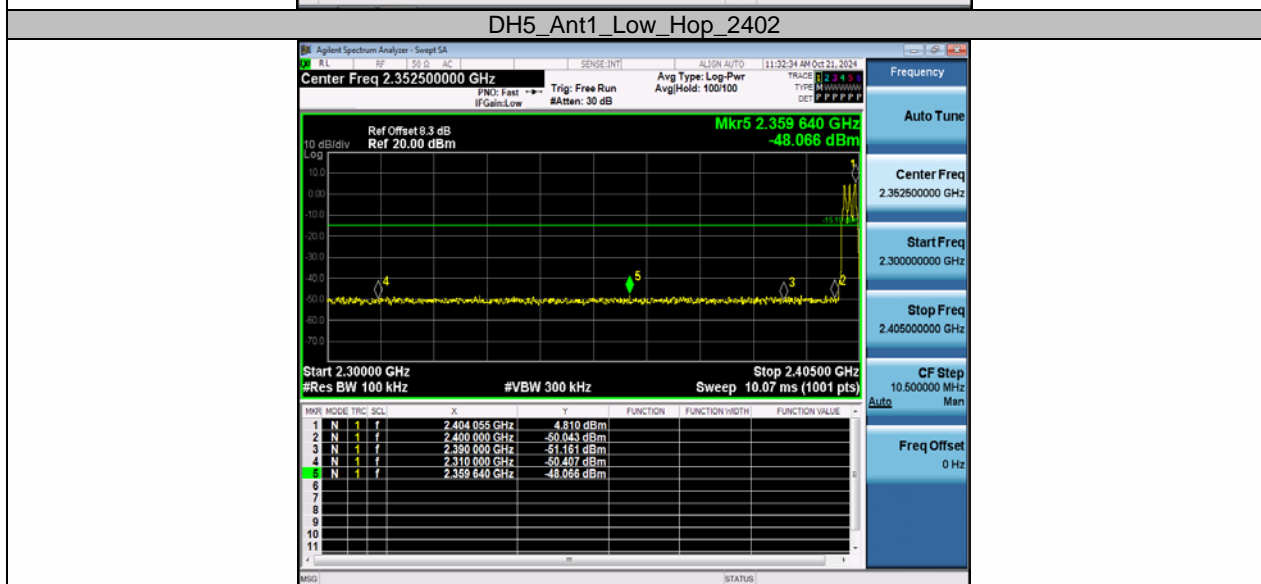 DH5_Ant1_Low_Hop_2402
Agilent Spectrum Analyzer - Swept SA
RL RF 50 Ω AC SENSE:INT ALIGN AUTO 11:32:34 AM Oct 21, 2024
Center Freq 2.352500000 GHz
PNO: Fast
IFGain:Low
Trig: Free Run
#Atten: 30 dB
Avg Type: Log-Pwr
Avg|Hold: 100/100
TRACE 1 2 3 4 5 6
TYPE M W W W W W
DET P P P P P P
Frequency
Mkr5 2.359 640 GHz
-48.066 dBm
Ref Offset 8.3 dB
10 dB/div Ref 20.00 dBm
Log
10.0
0.00
-10.0
-20.0
-30.0
-40.0
-50.0
-60.0
-70.0
1
4
5
3
2
Start 2.30000 GHz Stop 2.40500 GHz
#Res BW 100 kHz #VBW 300 kHz Sweep 10.07 ms (1001 pts)
MKR MODE TRC SCL X Y FUNCTION FUNCTION WIDTH FUNCTION VALUE
1 N 1 f 2.404 055 GHz 4.810 dBm
2 N 1 f 2.400 000 GHz -50.043 dBm
3 N 1 f 2.390 000 GHz -51.161 dBm
4 N 1 f 2.310 000 GHz -50.407 dBm
5 N 1 f 2.359 640 GHz -48.066 dBm
6
7
8
9
10
11
MSG STATUS
Auto Tune
Center Freq
2.352500000 GHz
Start Freq
2.300000000 GHz
Stop Freq
2.405000000 GHz
CF Step
10.500000 MHz
Auto Man
Freq Offset
0 Hz